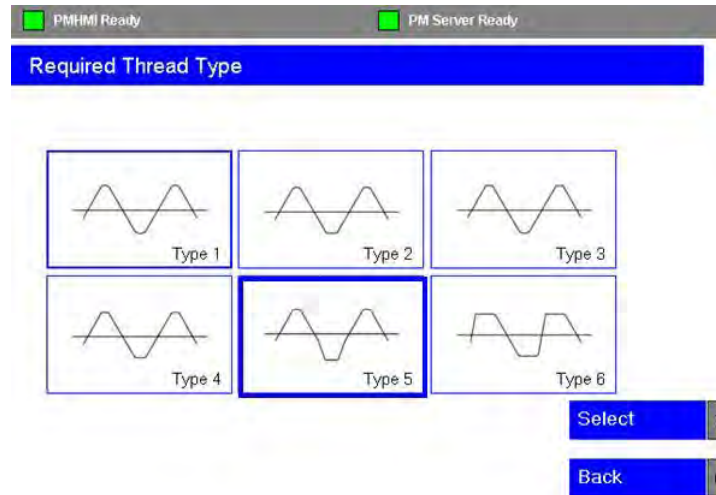 PMHMI Ready
PM Server Ready
Required Thread Type
Type 1
Type 2
Type 3
Type 4
Type 5
Type 6
Select
Back